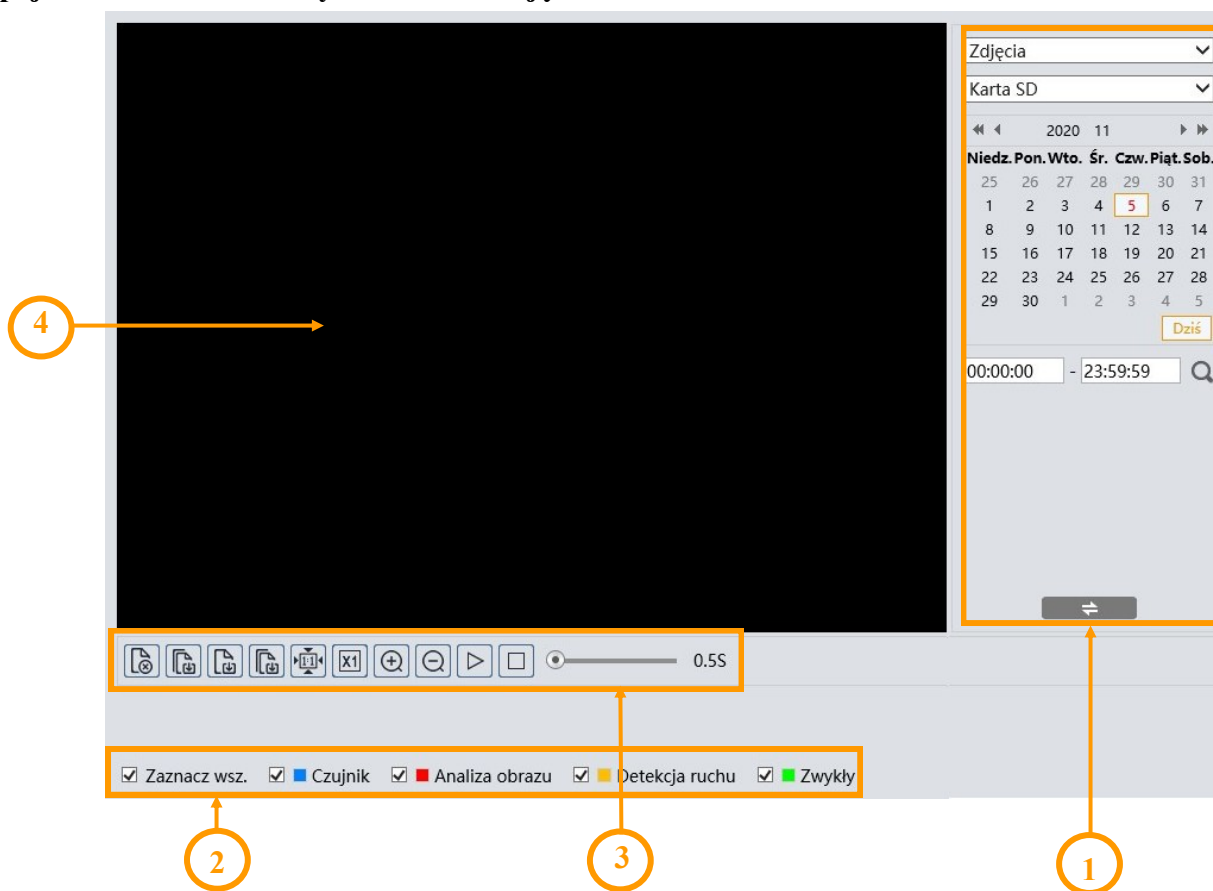 Zdjęcia
Karta SD
2020 11
Niedz. Pon. Wto. Śr. Czw. Piąt. Sob.
25 26 27 28 29 30 31
1 2 3 4 5 6 7
8 9 10 11 12 13 14
15 16 17 18 19 20 21
22 23 24 25 26 27 28
29 30 1 2 3 4 5
Dziś
00:00:00 - 23:59:59
4
1:1 X1 0.5S
Zaznacz wsz. Czujnik Analiza obrazu Detekcja ruchu Zwykły
2 3 1